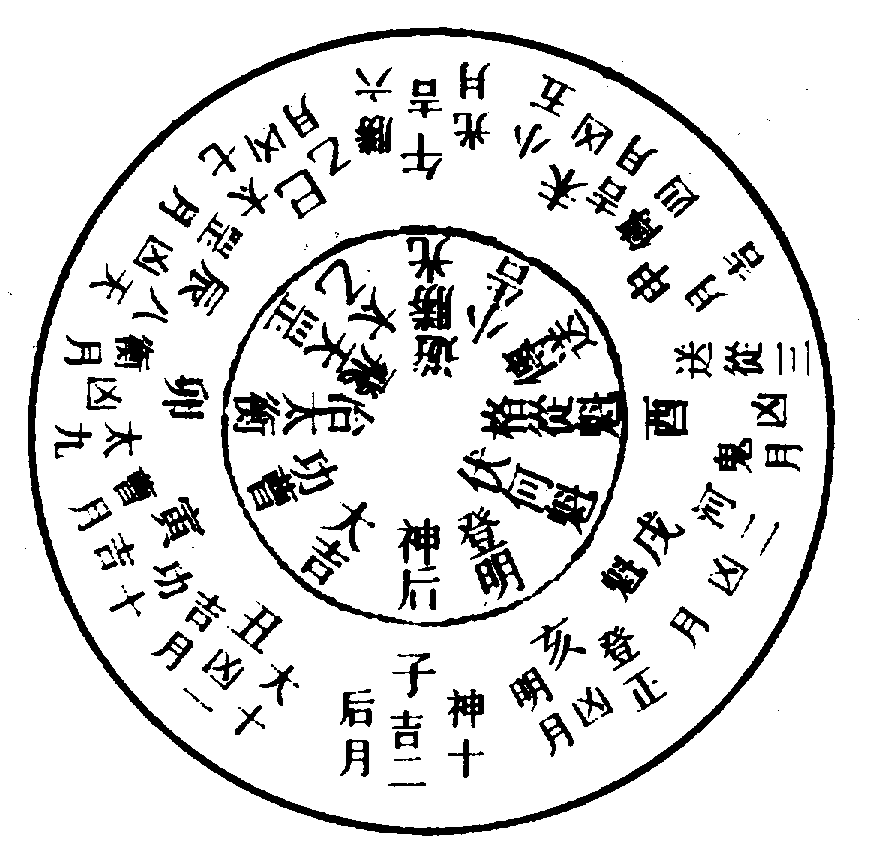 子
神后
吉
十二月
亥
登明
凶
正月
戌
河魁
凶
二月
酉
從鬼
凶
三月
申
傳送
吉
四月
未
小吉
凶
五月
午
勝光
吉
六月
巳
太乙
凶
七月
辰
天罡
凶
八月
卯
太衝
凶
九月
寅
功曹
吉
十月
丑
大吉
凶
十一月
神后
登明
伏河魁
從魁
傳送
小吉
勝光
太乙
天罡
太衝
功曹
大吉